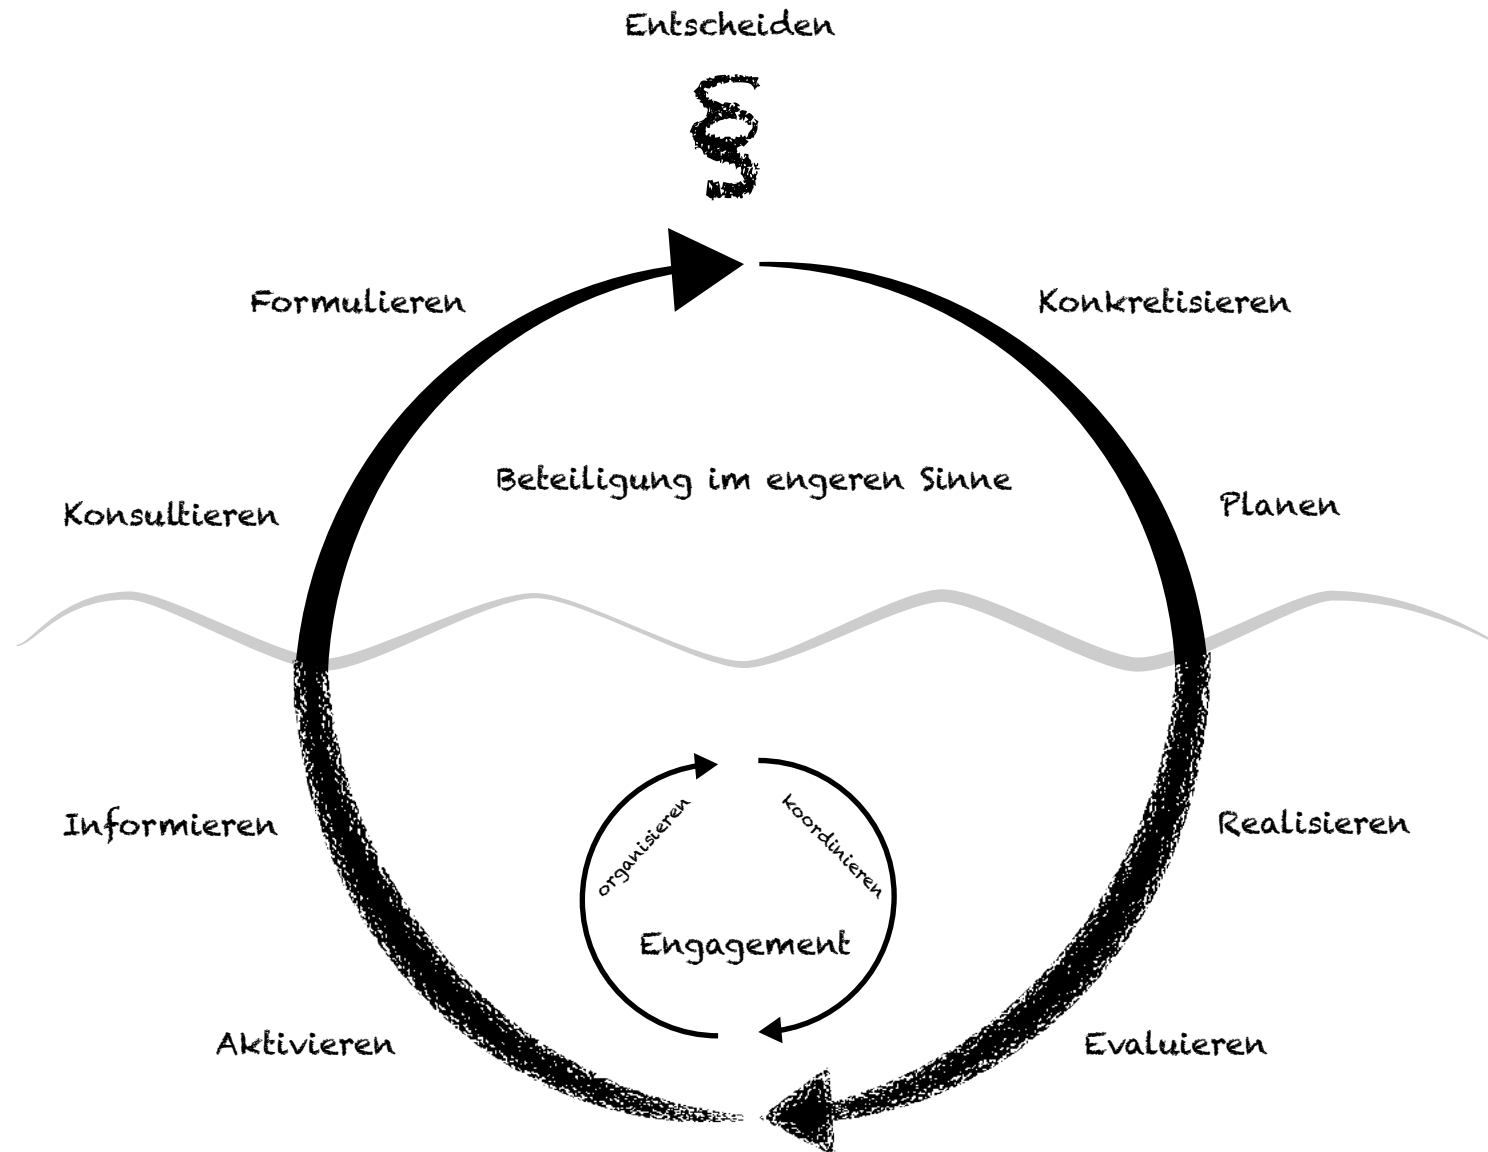 Entscheiden
§
Formulieren
Konkretisieren
Beteiligung im engeren Sinne
Konsultieren
Planen
organisieren
koordinieren
Informieren
Realisieren
Engagement
Aktivieren
Evaluieren